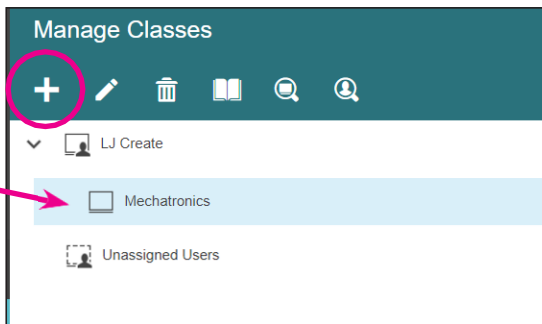 Manage Classes
LJ Create
Mechatronics
Unassigned Users